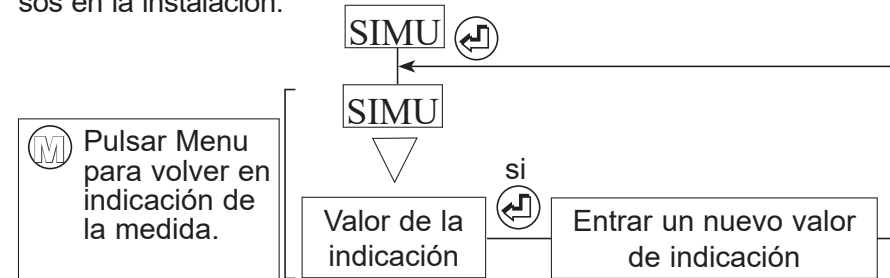 sos en la instalación.
SIMU
SIMU
M Pulsar Menu
para volver en
indicación de
la medida.
si
Valor de la
indicación
Entrar un nuevo valor
de indicación